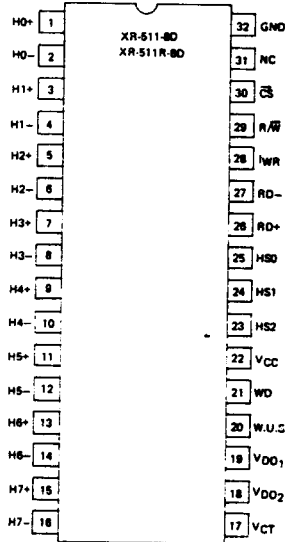 XR-511-8D
XR-511R-8D
H0+ 1
H0- 2
H1+ 3
H1- 4
H2+ 5
H2- 6
H3+ 7
H3- 8
H4+ 9
H4- 10
H5+ 11
H5- 12
H6+ 13
H6- 14
H7+ 15
H7- 16
32 GND
31 NC
30 C̅S̅
29 R/W̅
28 IWR
27 RD-
26 RD+
25 HS0
24 HS1
23 HS2
22 VCC
21 WD
20 W.U.S
19 VDD1
18 VDD2
17 VCT